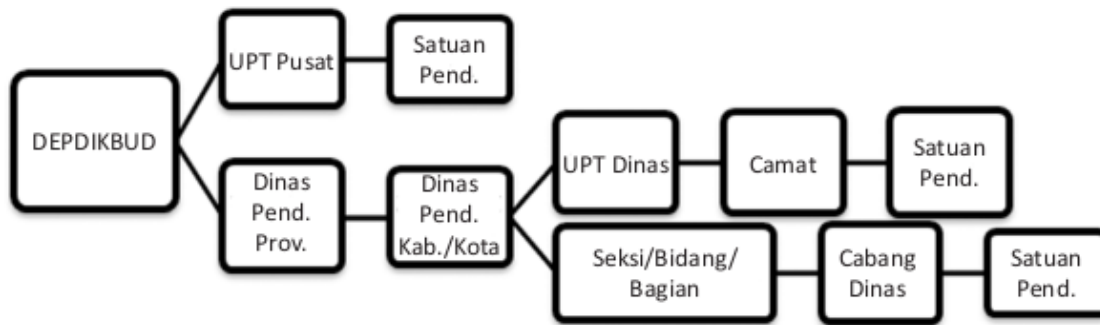 DEPDIKBUD
UPT Pusat
Satuan
Pend.
Dinas
Pend.
Prov.
Dinas
Pend.
Kab./Kota
UPT Dinas
Camat
Satuan
Pend.
Seksi/Bidang/
Bagian
Cabang
Dinas
Satuan
Pend.